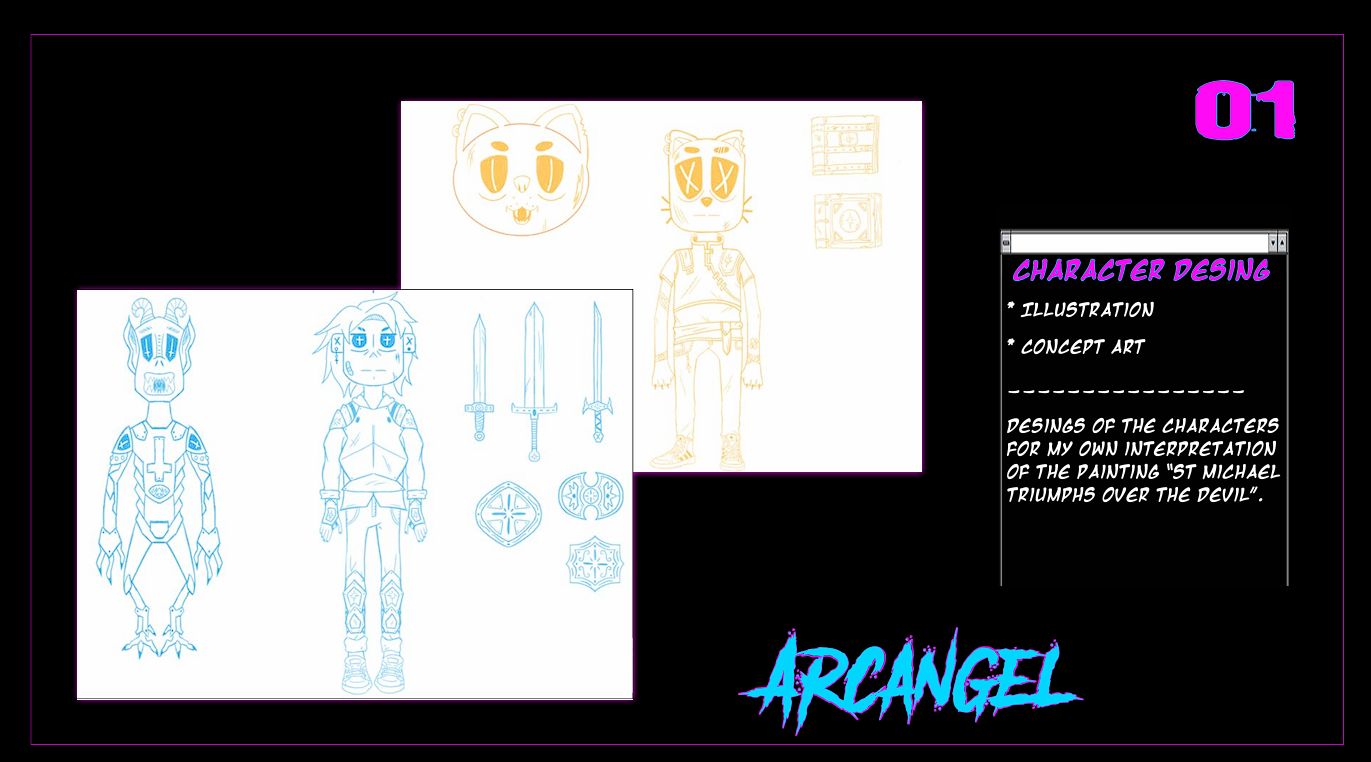 01
CHARACTER DESING
* ILLUSTRATION
* CONCEPT ART
----------------
DESINGS OF THE CHARACTERS
FOR MY OWN INTERPRETATION
OF THE PAINTING "ST MICHAEL
TRIUMPHS OVER THE DEVIL".
ARCANGEL